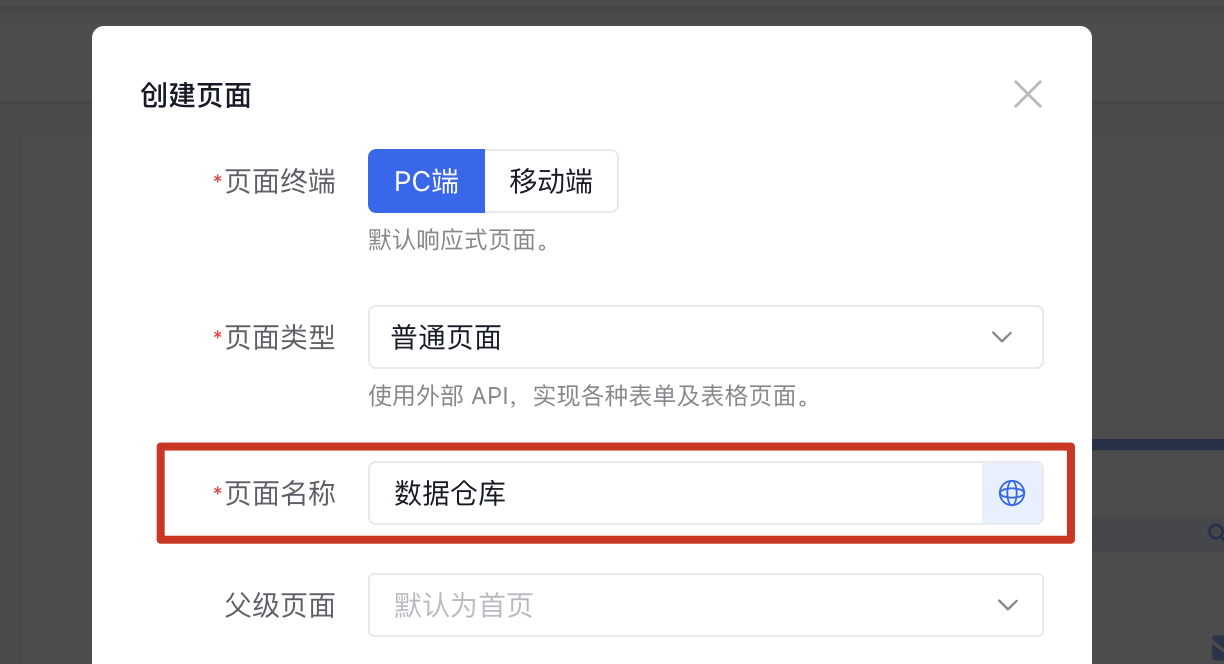 创建页面
*页面终端 PC端 移动端
默认响应式页面。
*页面类型 普通页面
使用外部 API，实现各种表单及表格页面。
*页面名称 数据仓库
父级页面 默认为首页